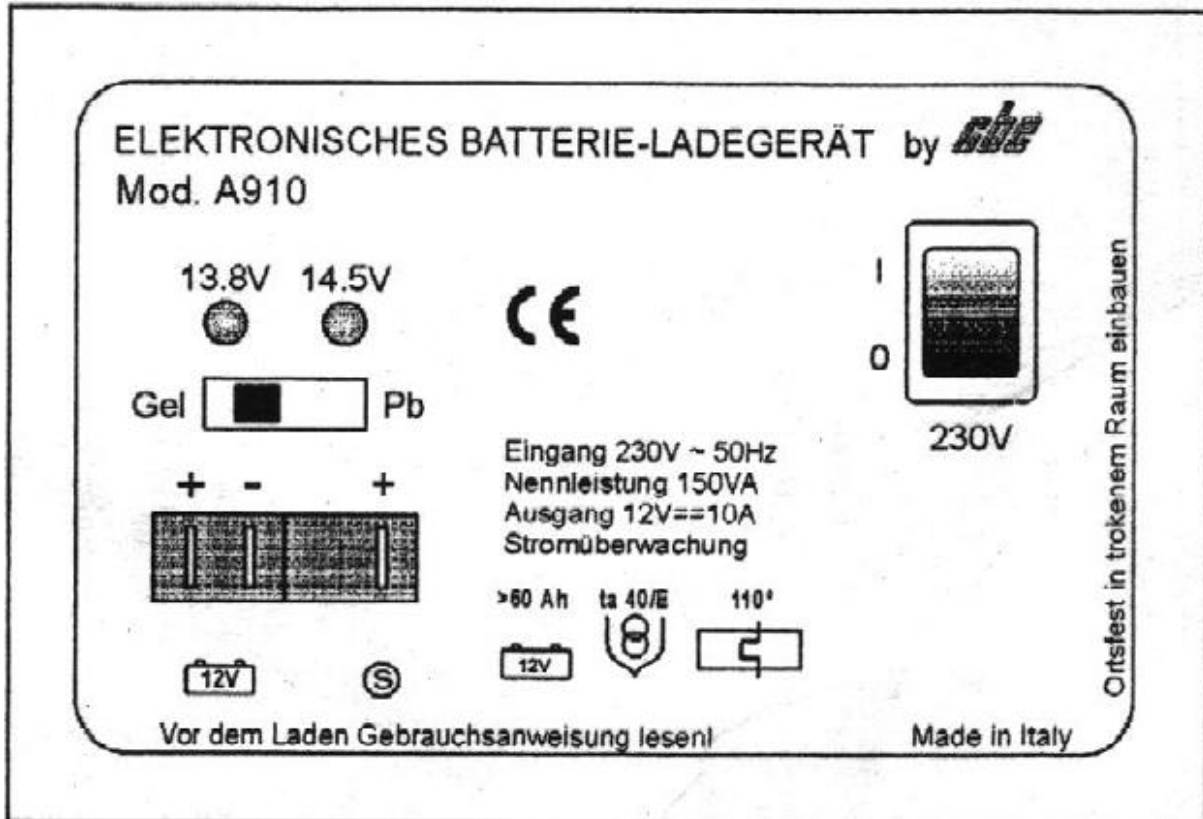 ELEKTRONISCHES BATTERIE-LADEGERÄT by cbe
Mod. A910
13.8V 14.5V
I
0
230V
Gel Pb
+ - +
Eingang 230V ~ 50Hz
Nennleistung 150VA
Ausgang 12V==10A
Stromüberwachung
>60 Ah ta 40/E 110°
12V
12V S
Vor dem Laden Gebrauchsanweisung lesen!
Made in Italy
Ortsfest in trokenem Raum einbauen